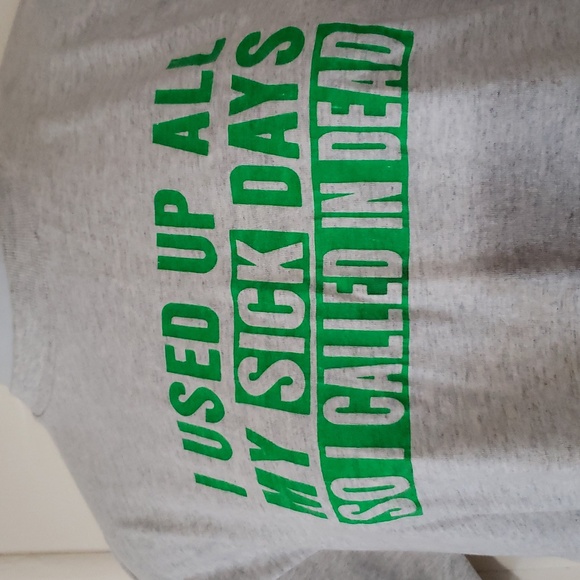 I USED UP ALL
MY SICK DAYS
SO I CALLED IN DEAD